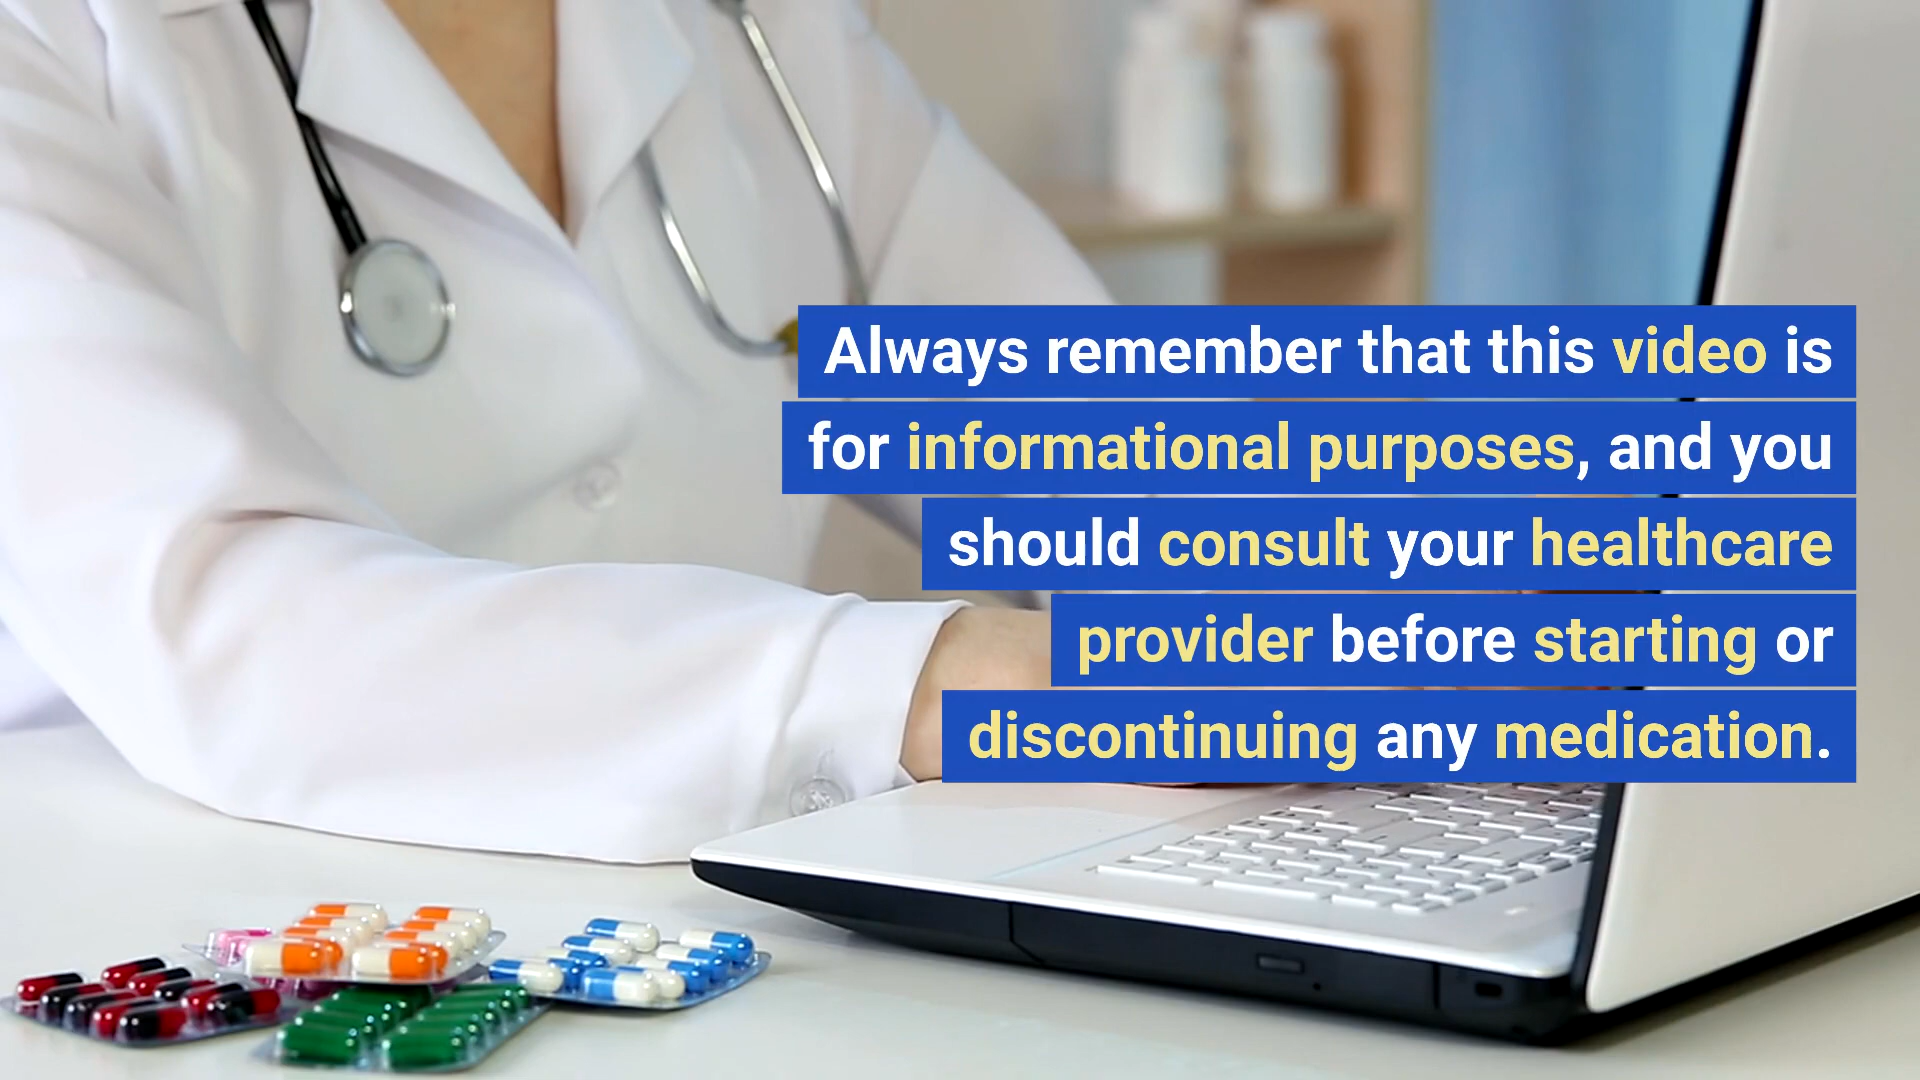 Always remember that this video is
for informational purposes, and you
should consult your healthcare
provider before starting or
discontinuing any medication.